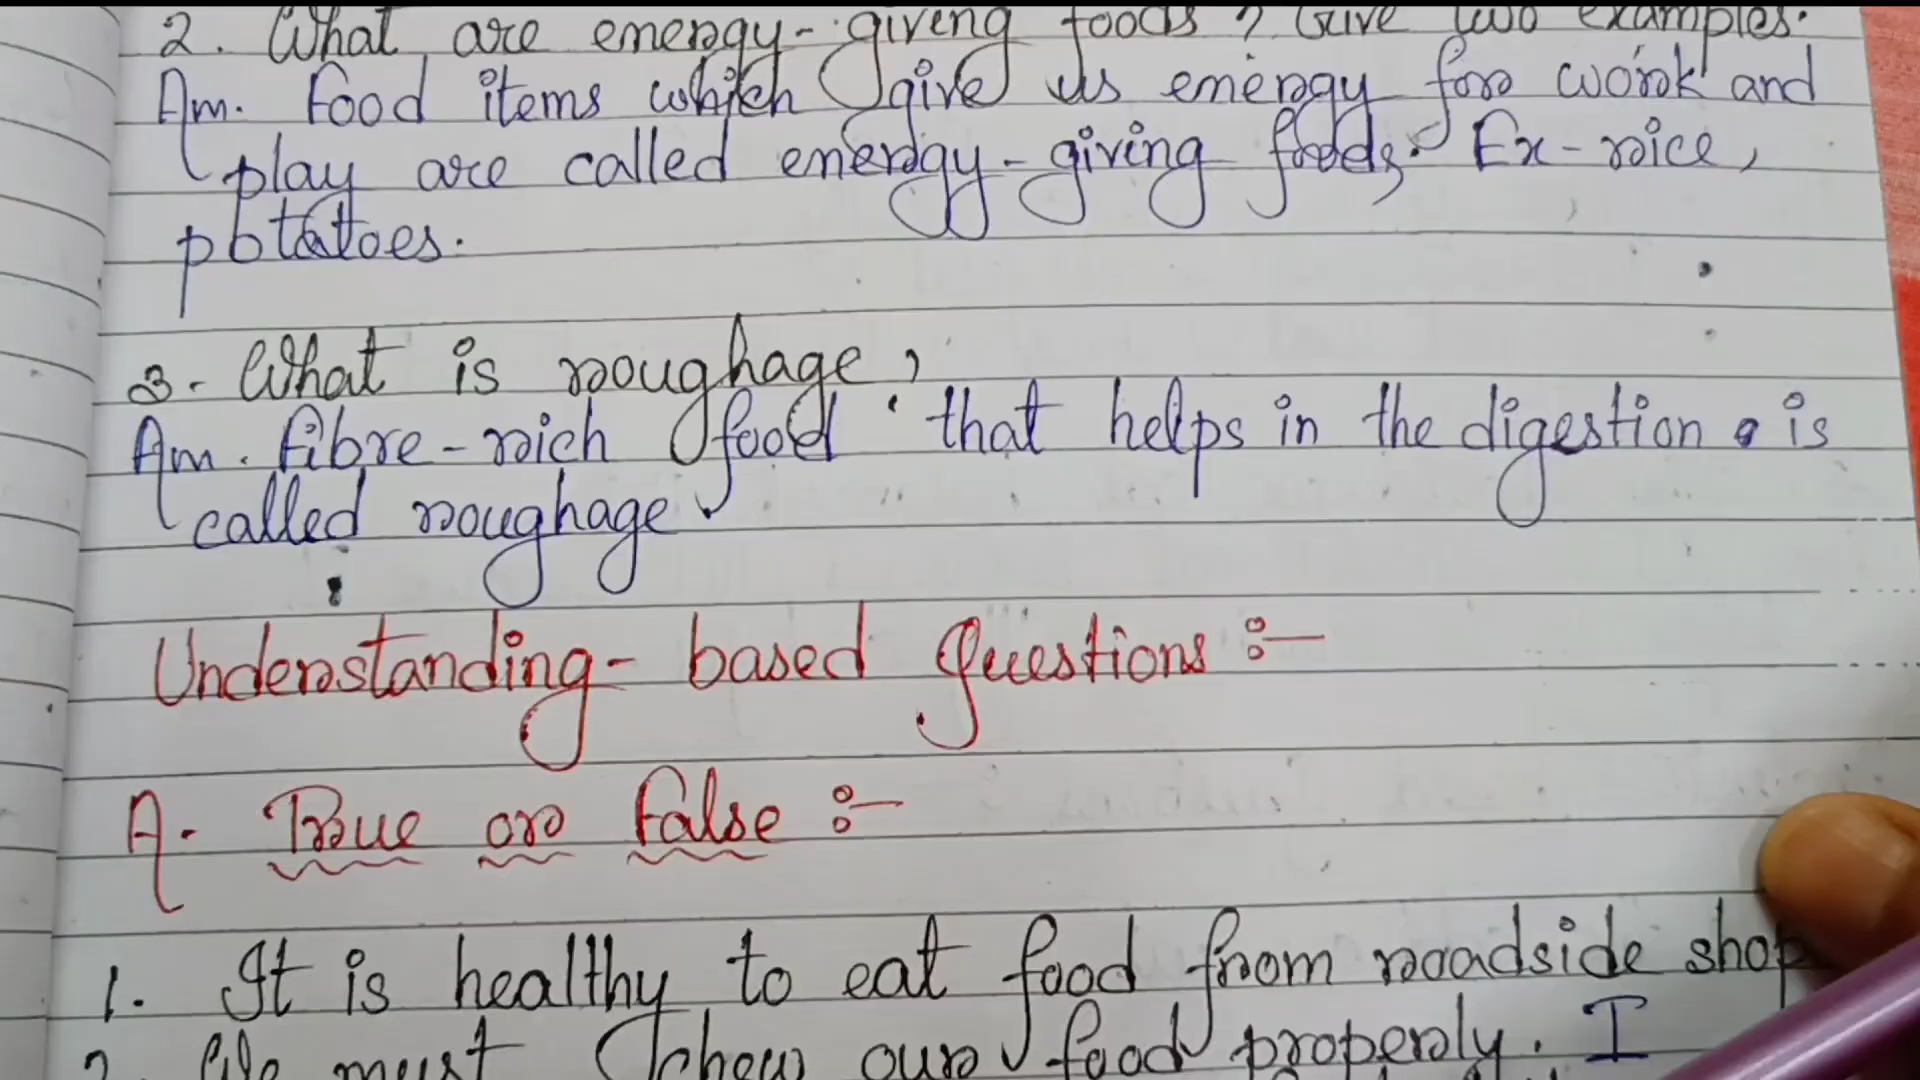 2. What are energy-giving foods? Give two examples.
Ans. Food items which give us energy for work and
play are called energy-giving foods. Ex-rice,
potatoes.
3. What is roughage,
Ans. Fibre-rich food that helps in the digestion is
called roughage.
Understanding-based Questions :-
A. True or False :-
1. It is healthy to eat food from roadside shop
2. We must chew our food properly. T